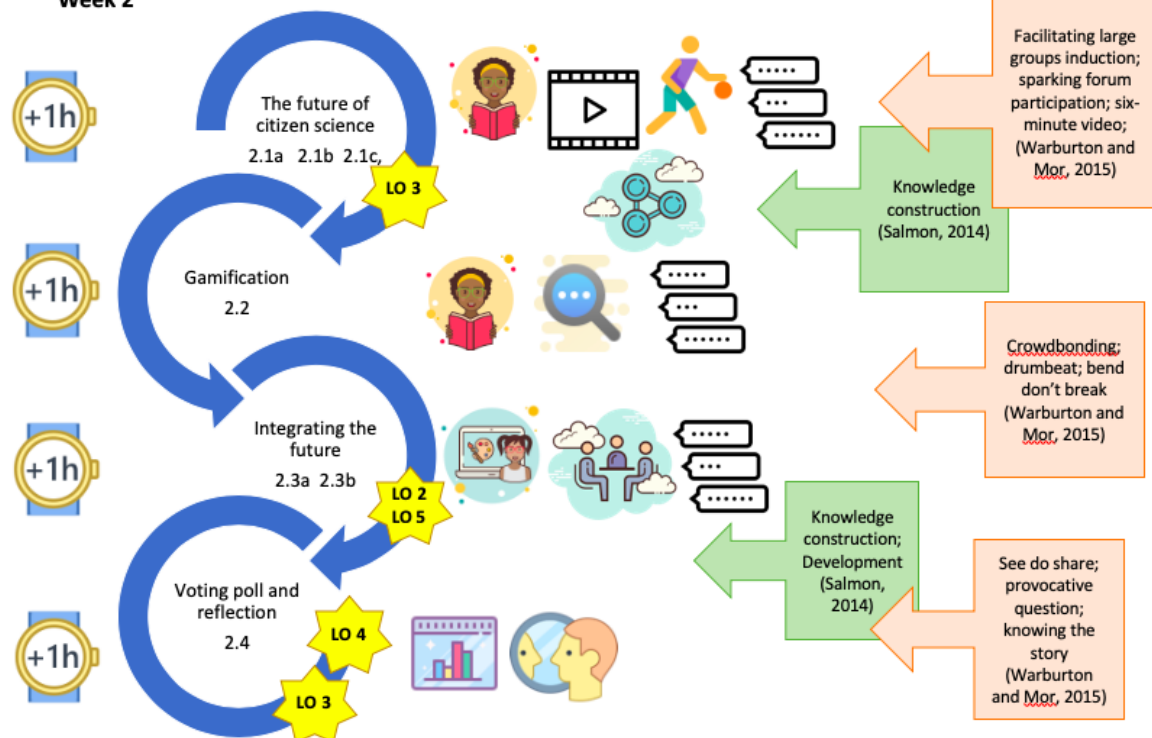 Week 2
+1h
The future of
citizen science
2.1a 2.1b 2.1c,
LO 3
Facilitating large
groups induction;
sparking forum
participation; six-
minute video;
(Warburton and
Mor, 2015)
Knowledge
construction
(Salmon, 2014)
+1h
Gamification
2.2
Crowdbonding;
drumbeat; bend
don't break
(Warburton and
Mor, 2015)
+1h
Integrating the
future
2.3a 2.3b
LO 2
LO 5
Knowledge
construction;
Development
(Salmon,
2014)
+1h
Voting poll and
reflection
2.4
LO 4
LO 3
See do share;
provocative
question;
knowing the
story
(Warburton
and Mor, 2015)